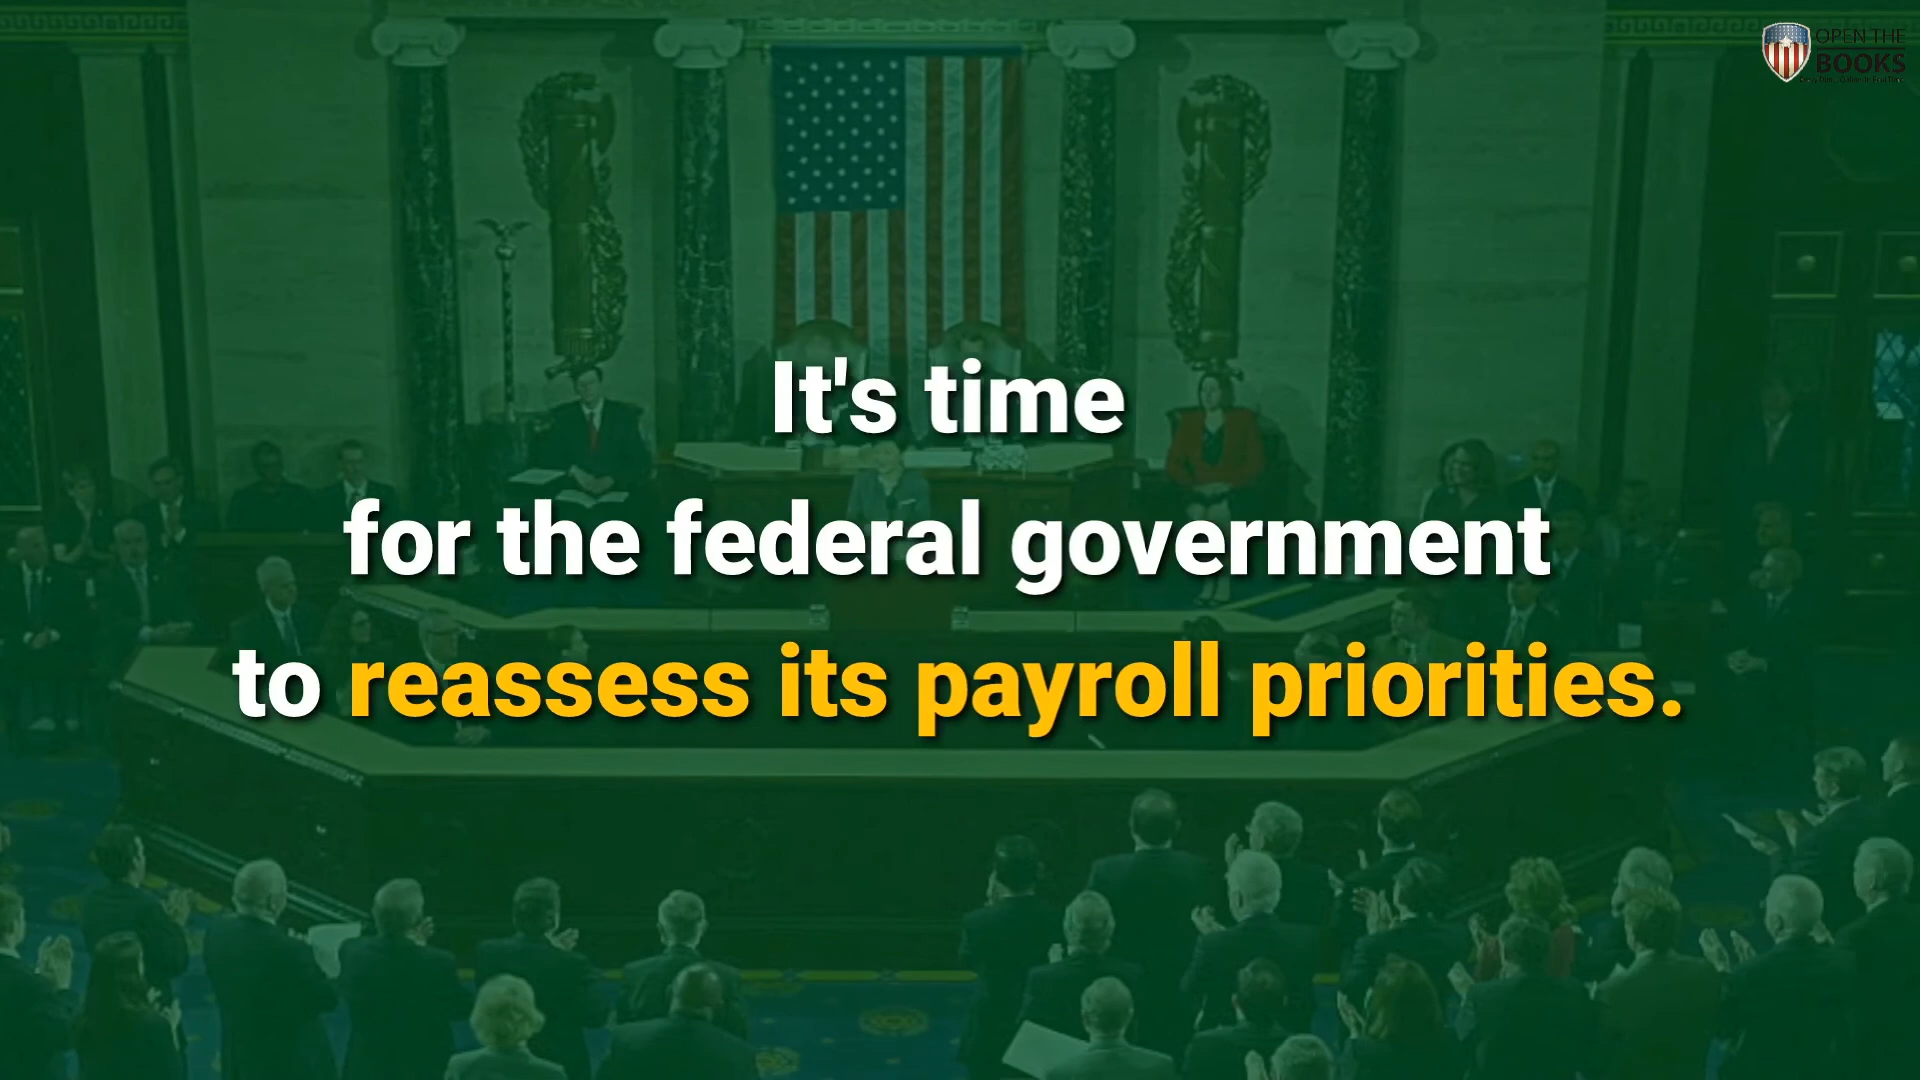 OPEN THE
BOOKS
It's time
for the federal government
to reassess its payroll priorities.